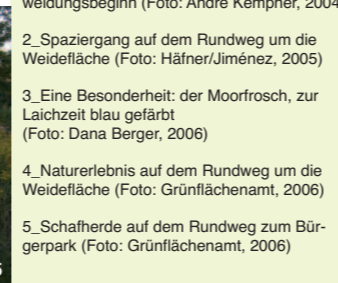 weidungsbeginn (Foto: André Kempner, 2004
2_Spaziergang auf dem Rundweg um die
Weidefläche (Foto: Häfner/Jiménez, 2005)
3_Eine Besonderheit: der Moorfrosch, zur
Laichzeit blau gefärbt
(Foto: Dana Berger, 2006)
4_Naturerlebnis auf dem Rundweg um die
Weidefläche (Foto: Grünflächenamt, 2006)
5_Schafherde auf dem Rundweg zum Bür-
gerpark (Foto: Grünflächenamt, 2006)